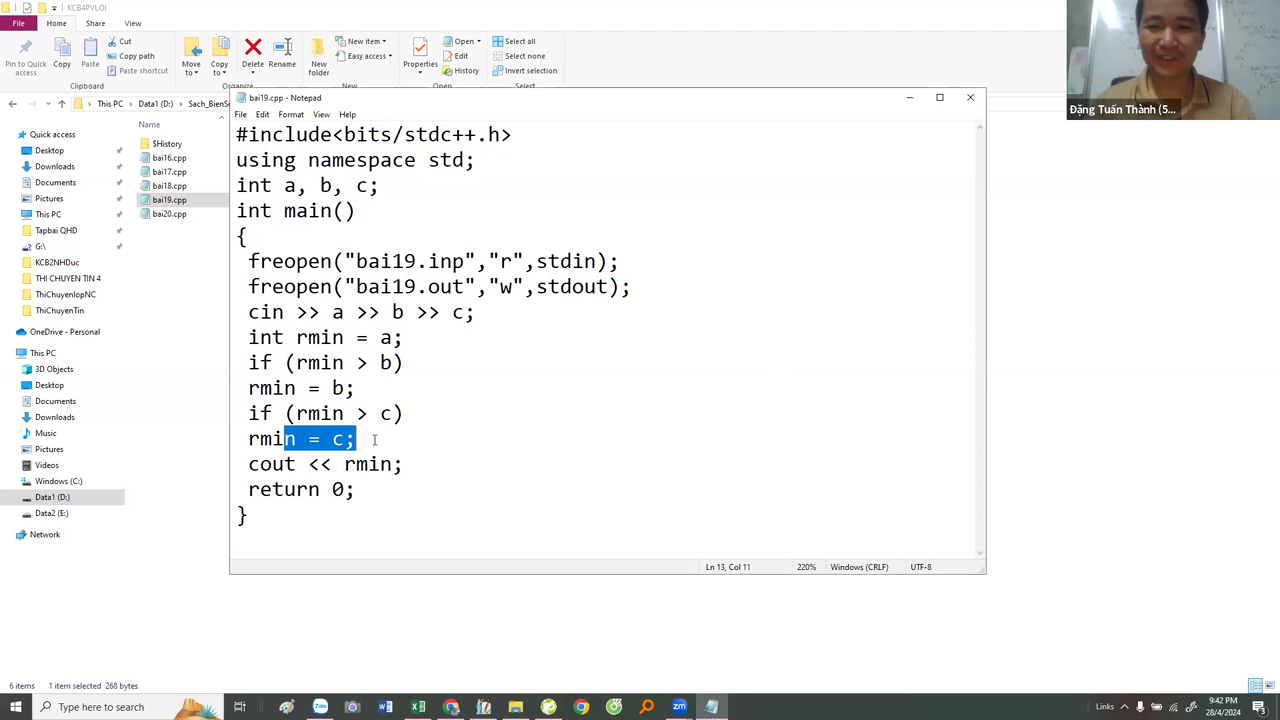 KCB4PVLOI
File
Home
Share
View
Pin to Quick access
Copy
Paste
Cut
Copy path
Paste shortcut
Clipboard
Move to
Copy to
Delete
Rename
Organize
New folder
New item
Easy access
New
Properties
Open
Edit
History
Open
Select all
Select none
Invert selection
Select
This PC
Data1 (D:)
Quick access
Desktop
Downloads
Documents
Pictures
This PC
Tapbai QHD
G:\
KCB2NHDuc
THI CHUYEN TIN 4
ThiChuyenIopNC
ThiChuyenTin
OneDrive - Personal
This PC
3D Objects
Desktop
Documents
Downloads
Music
Pictures
Videos
Windows (C:)
Data1 (D:)
Data2 (E:)
Network
Name
$History
bai16.cpp
bai17.cpp
bai18.cpp
bai19.cpp
bai20.cpp
bai19.cpp - Notepad
File Edit Format View Help
#include<bits/stdc++.h>
using namespace std;
int a, b, c;
int main()
{
freopen("bai19.inp","r",stdin);
freopen("bai19.out","w",stdout);
cin >> a >> b >> c;
int rmin = a;
if (rmin > b)
rmin = b;
if (rmin > c)
rmin = c;
cout << rmin;
return 0;
}
Ln 13, Col 11
220%
Windows (CRLF)
UTF-8
Đặng Tuấn Thành (5...
6 items
1 item selected 268 bytes
Type here to search
Links
9:42 PM
28/4/2024